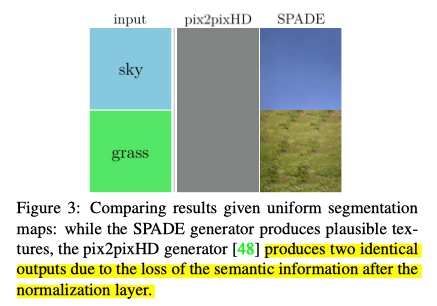 input pix2pixHD SPADE
sky
grass
Figure 3: Comparing results given uniform segmentation
maps: while the SPADE generator produces plausible tex-
tures, the pix2pixHD generator [48] produces two identical
outputs due to the loss of the semantic information after the
normalization layer.